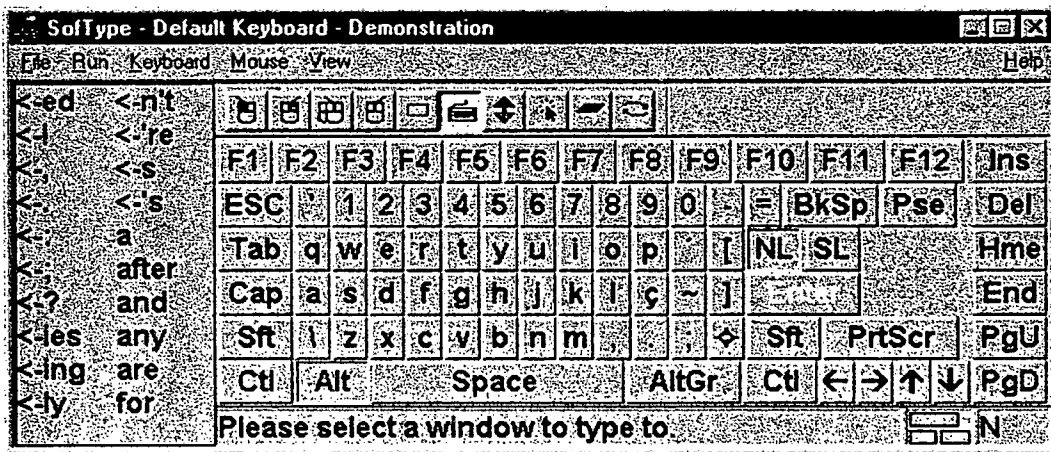 SofType - Default Keyboard - Demonstration
File Run Keyboard Mouse View Help
<-ed <-n't
<-! <-'re
<-, <-s
<-. <-'s
<-: a
<-; after
<-? and
<-ies any
<-ing are
<-ly for
F1 F2 F3 F4 F5 F6 F7 F8 F9 F10 F11 F12 Ins
ESC 1 2 3 4 5 6 7 8 9 0 - = BkSp Pse Del
Tab q w e r t y u i o p ´ [ NL SL Hme
Cap a s d f g h j k l ç ~ ] Enter End
Sft \ z x c v b n m , . ; Sft PrtScr PgU
Ctl Alt Space AltGr Ctl ← → ↑ ↓ PgD
Please select a window to type to. N